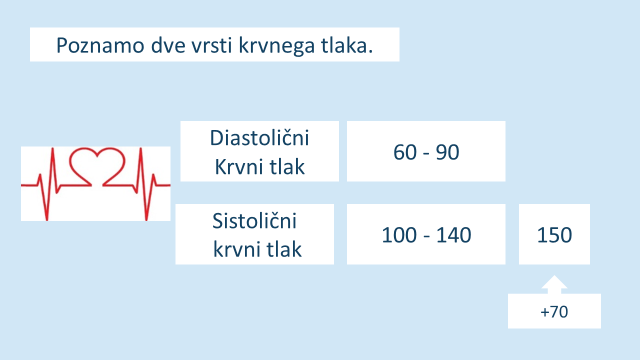 Poznamo dve vrsti krvnega tlaka.
Diastolični
Krvni tlak
60 - 90
Sistolični
krvni tlak
100 - 140
150
+70